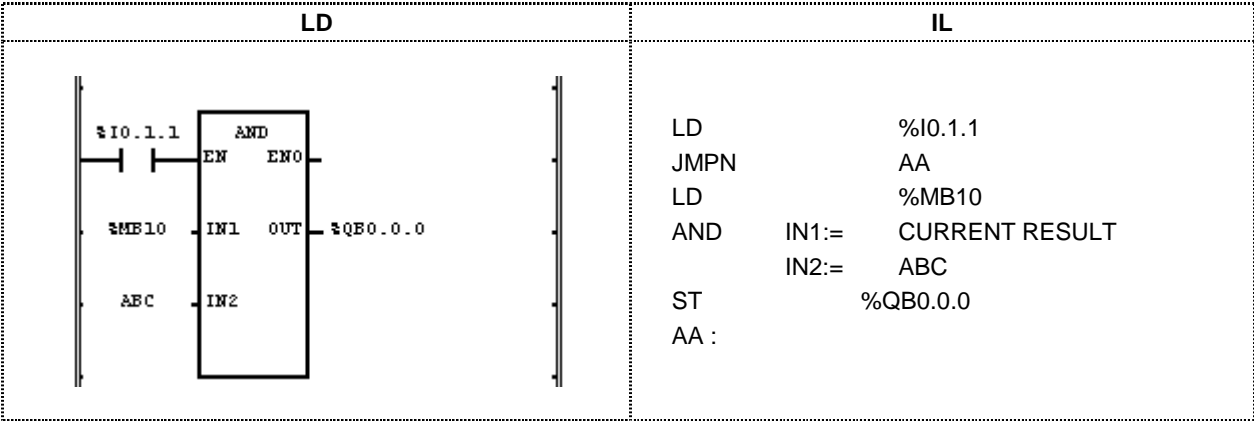 LD
IL
%I0.1.1
AND
EN ENO
%MB10 IN1 OUT %QB0.0.0
ABC IN2
LD %I0.1.1
JMPN AA
LD %MB10
AND IN1:= CURRENT RESULT
IN2:= ABC
ST %QB0.0.0
AA :